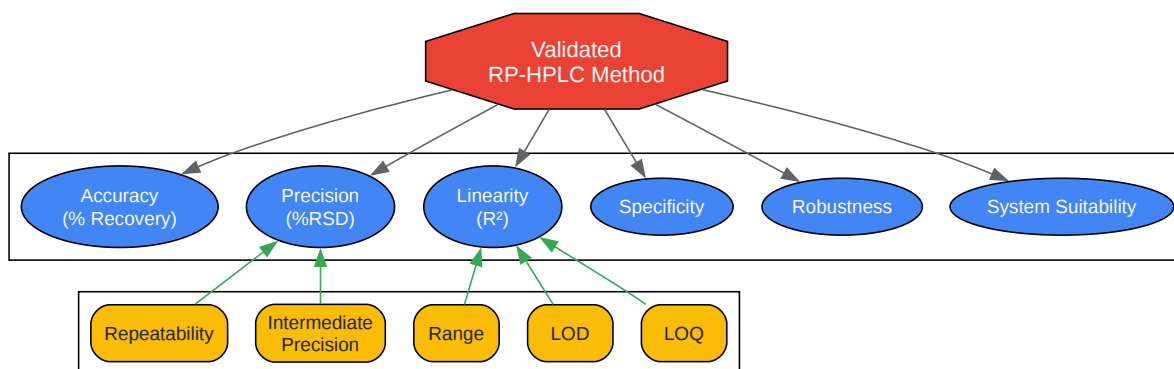 Validated
RP-HPLC Method
Accuracy
(% Recovery)
Precision
(%RSD)
Linearity
(R²)
Specificity
Robustness
System Suitability
Repeatability
Intermediate
Precision
Range
LOD
LOQ